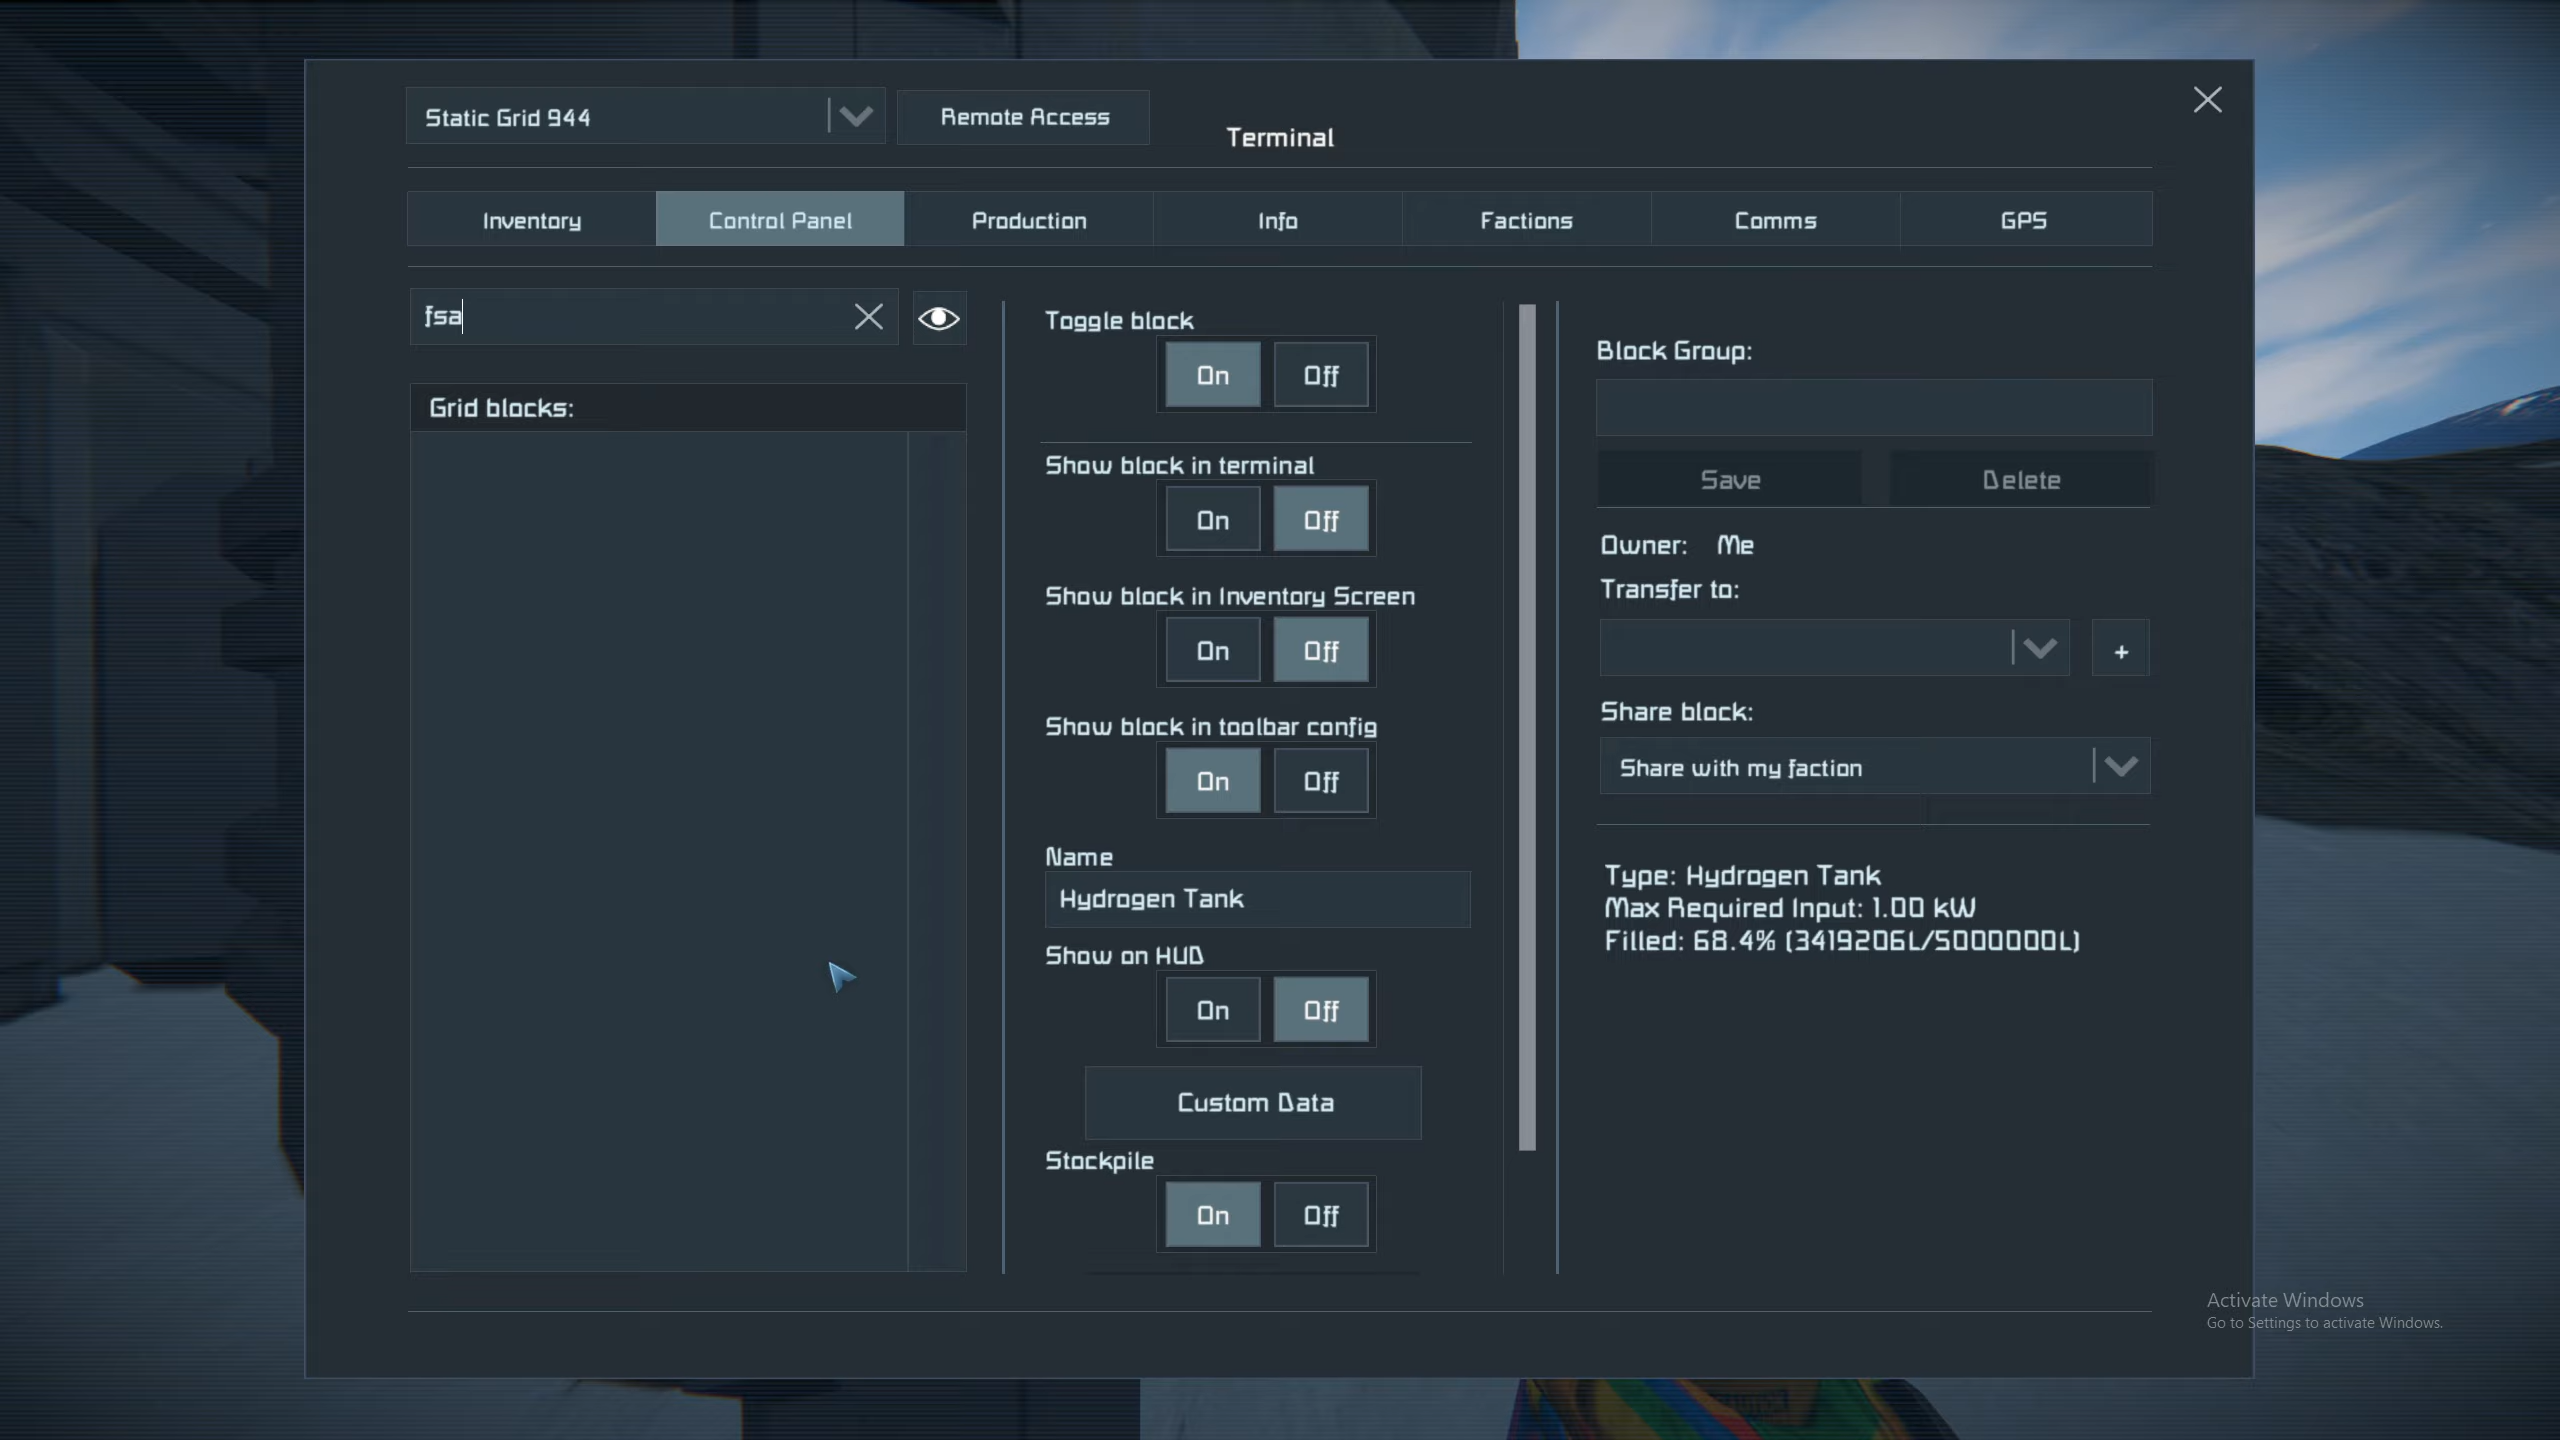 Static Grid 944
Remote Access
Terminal
Inventory
Control Panel
Production
Info
Factions
Comms
GPS
fsa
Grid blocks:
Toggle block
On
Off
Show block in terminal
On
Off
Show block in Inventory Screen
On
Off
Show block in toolbar config
On
Off
Name
Hydrogen Tank
Show on HUD
On
Off
Custom Data
Stockpile
On
Off
Block Group:
Save
Delete
Owner: Me
Transfer to:
+
Share block:
Share with my faction
Type: Hydrogen Tank
Max Required Input: 1.00 kW
Filled: 68.4% (3419206L/5000000L)
Activate Windows
Go to Settings to activate Windows.